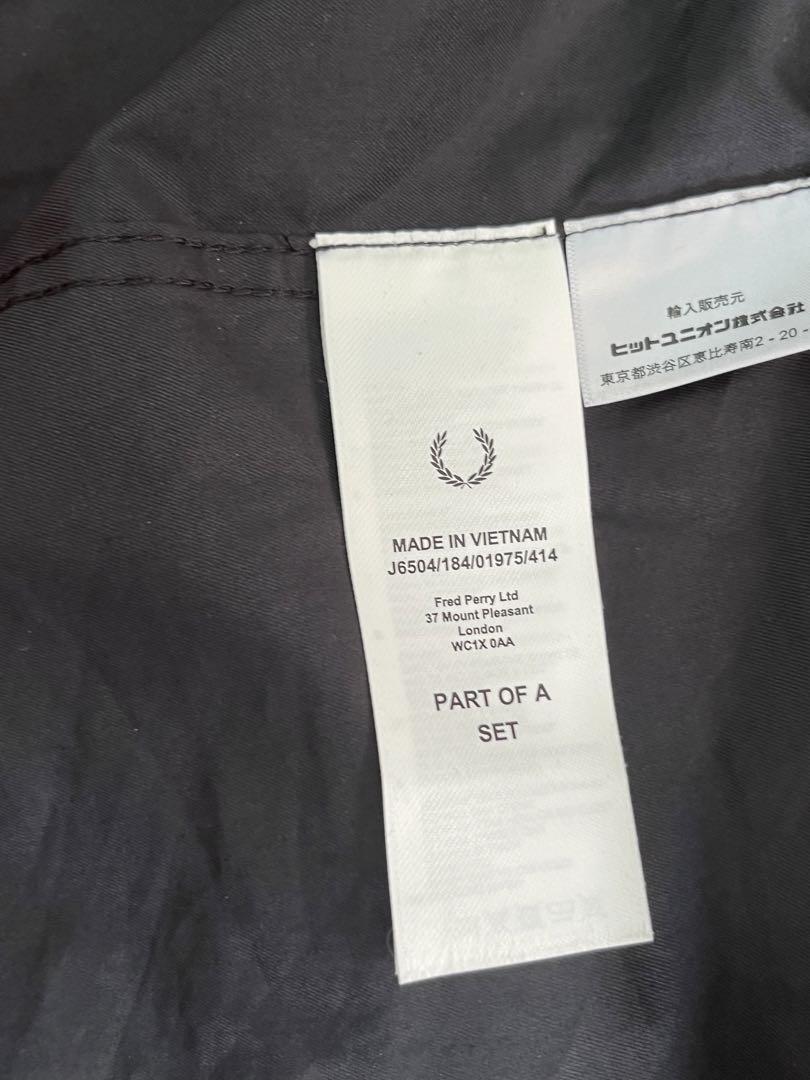 MADE IN VIETNAM
J6504/184/01975/414
Fred Perry Ltd
37 Mount Pleasant
London
WC1X 0AA
PART OF A
SET
輸入販売元
ヒットユニオン株式会社
東京都渋谷区恵比寿南2-20-